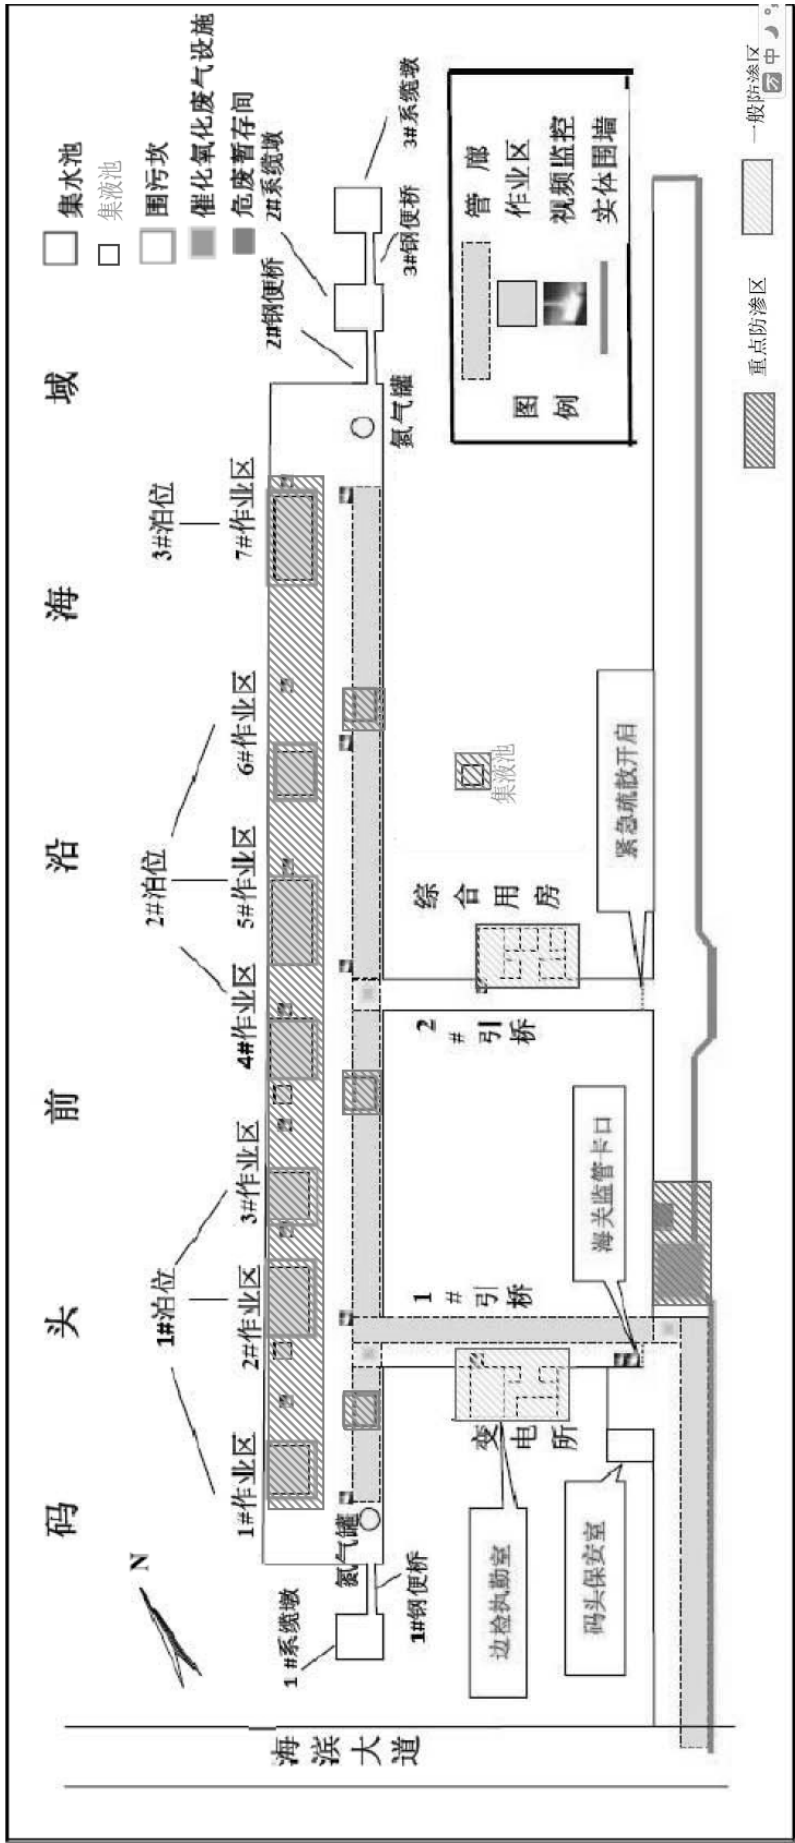 码头前沿海域
集水池
集液池
围污坎
催化氧化废气设施
危废暂存间
N
1#泊位
2#泊位
3#泊位
1#作业区
2#作业区
3#作业区
4#作业区
5#作业区
6#作业区
7#作业区
1#系缆墩
1#钢便桥
氮气罐
氮气罐
2#钢便桥
2#系缆墩
3#钢便桥
3#系缆墩
海滨大道
变电所
1#引桥
2#引桥
综合用房
集液池
边检执勤室
码头保安室
海关监管卡口
紧急疏散开启
图例
管廊
作业区
视频监控
实体围墙
重点防渗区
一般防渗区
中